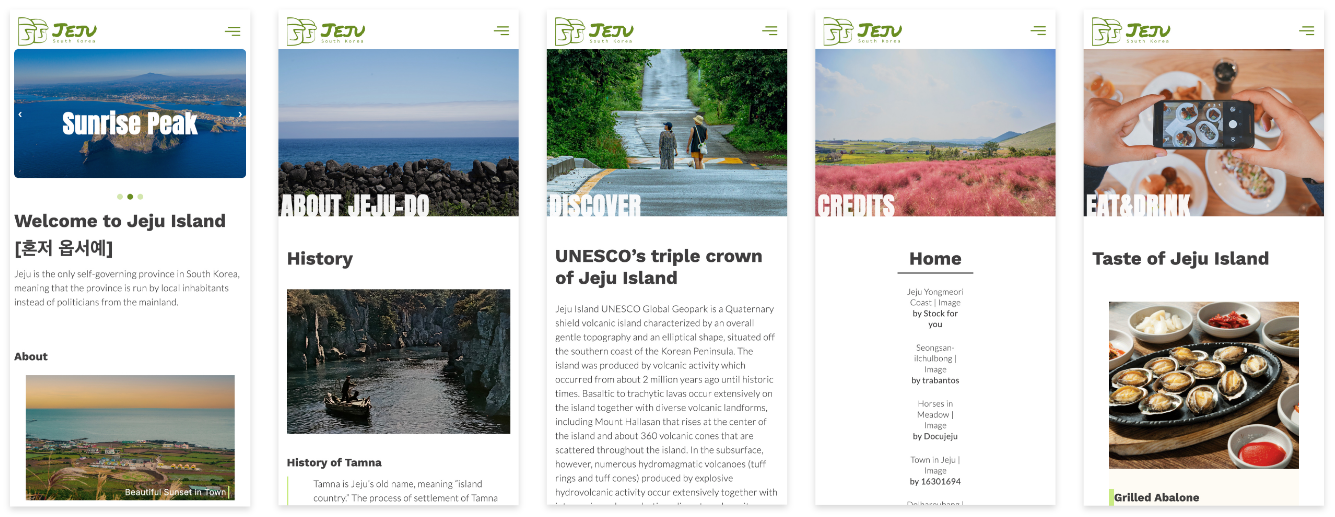 JEJU
South Korea
Sunrise Peak
Welcome to Jeju Island
[혼저 옵서예]
Jeju is the only self-governing province in South Korea,
meaning that the province is run by local inhabitants
instead of politicians from the mainland.
About
Beautiful Sunset in Town
JEJU
South Korea
ABOUT JEJU-DO
History
History of Tamna
Tamna is Jeju's old name, meaning “island
country.” The process of settlement of Tamna
JEJU
South Korea
DISCOVER
UNESCO’s triple crown
of Jeju Island
Jeju Island UNESCO Global Geopark is a Quaternary
shield volcanic island characterized by an overall
gentle topography and an elliptical shape, situated off
the southern coast of the Korean Peninsula. The
island was produced by volcanic activity which
occurred from about 2 million years ago until historic
times. Basaltic to trachytic lavas occur extensively on
the island together with diverse volcanic landforms,
including Mount Hallasan that rises at the center of
the island and about 360 volcanic cones that are
scattered throughout the island. In the subsurface,
however, numerous hydromagmatic volcanoes (tuff
rings and tuff cones) produced by explosive
hydrovolcanic activity occur extensively together with
JEJU
South Korea
CREDITS
Home
Jeju Yongmeori
Coast | Image
by Stock for
you
Seongsan-
ilchulbong |
Image
by trabantos
Horses in
Meadow |
Image
by Docujeju
Town in Jeju |
Image
by 16301694
JEJU
South Korea
EAT&DRINK
Taste of Jeju Island
Grilled Abalone